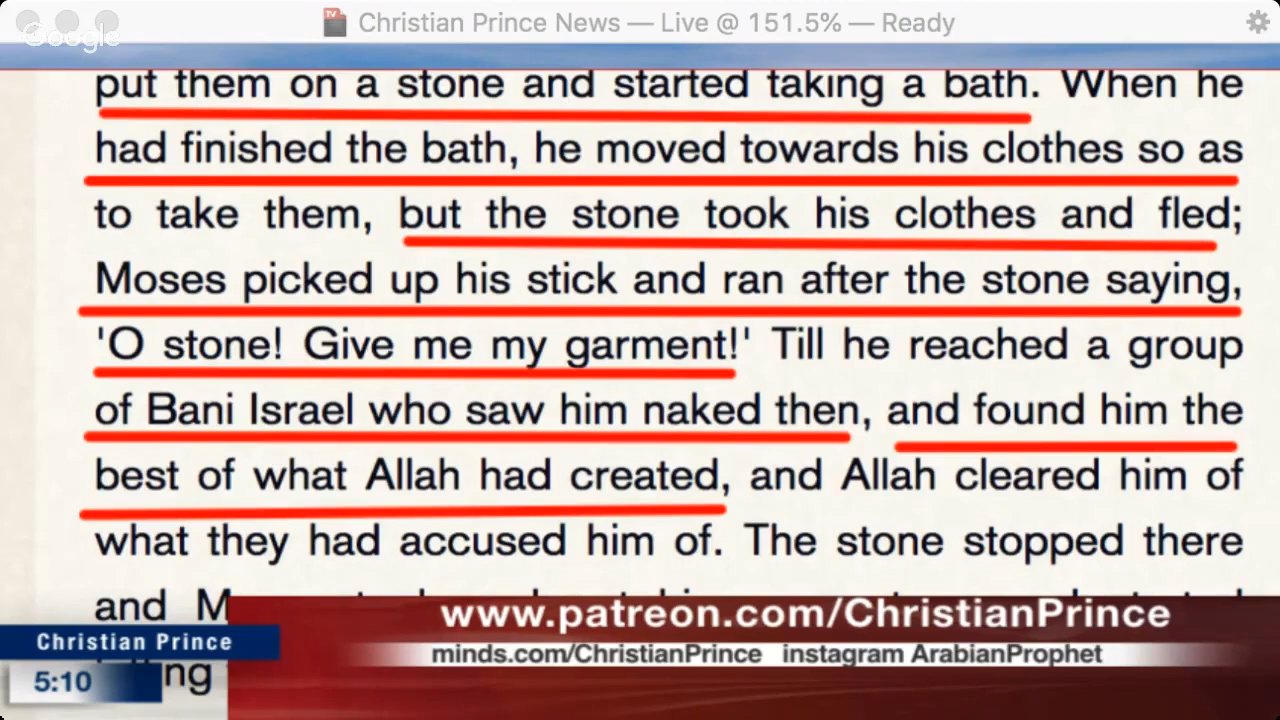 TV
Christian Prince News — Live @ 151.5% — Ready
Google
put them on a stone and started taking a bath. When he
had finished the bath, he moved towards his clothes so as
to take them, but the stone took his clothes and fled;
Moses picked up his stick and ran after the stone saying,
'O stone! Give me my garment!' Till he reached a group
of Bani Israel who saw him naked then, and found him the
best of what Allah had created, and Allah cleared him of
what they had accused him of. The stone stopped there
and
www.patreon.com/ChristianPrince
Christian Prince
minds.com/ChristianPrince instagram ArabianProphet
5:10